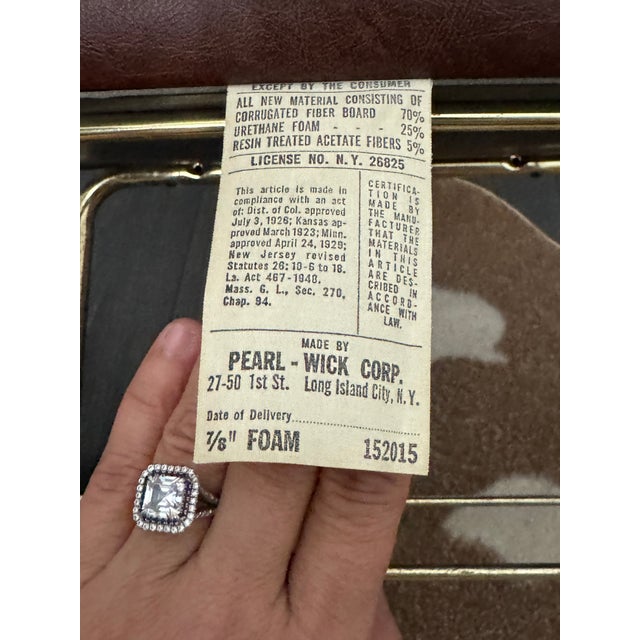 EXCEPT BY THE CONSUMER
ALL NEW MATERIAL CONSISTING OF
CORRUGATED FIBER BOARD 70%
URETHANE FOAM - - - 25%
RESIN TREATED ACETATE FIBERS 5%
LICENSE NO. N.Y. 26825
This article is made in
compliance with an act
of: Dist. of Col. approved
July 3, 1926; Kansas ap-
proved March 1923; Minn.
approved April 24, 1929;
New Jersey revised
Statutes 26: 10-6 to 18.
La. Act 467-1948.
Mass. G. L., Sec. 270,
Chap. 94.
CERTIFICA-
TION IS
MADE BY
THE MANU-
FACTURER
THAT THE
MATERIALS
IN THIS
ARTICLE
ARE DES-
CRIBED IN
ACCORD-
ANCE WITH
LAW.
MADE BY
PEARL - WICK CORP.
27-50 1st St. Long Island City, N.Y.
Date of Delivery
7/8" FOAM 152015